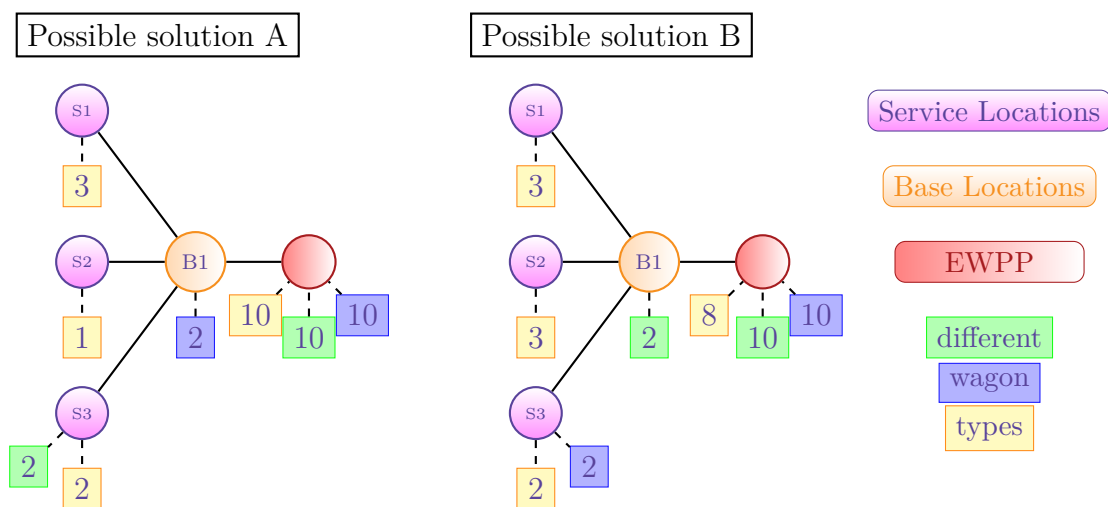 Possible solution A
S1
3
S2
1
S3
2
2
B1
2
10
10
10
Possible solution B
S1
3
S2
3
S3
2
2
B1
2
8
10
10
Service Locations
Base Locations
EWPP
different
wagon
types